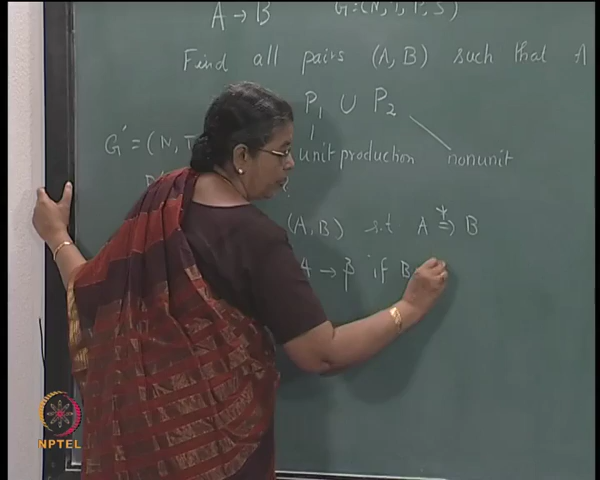 A → B G = (N, T, P, S)
Find all pairs (A, B) such that A
P₁ ∪ P₂
G' = (N, T
unit production nonunit
(A, B) s.t A ⇒* B
A → β if B
NPTEL